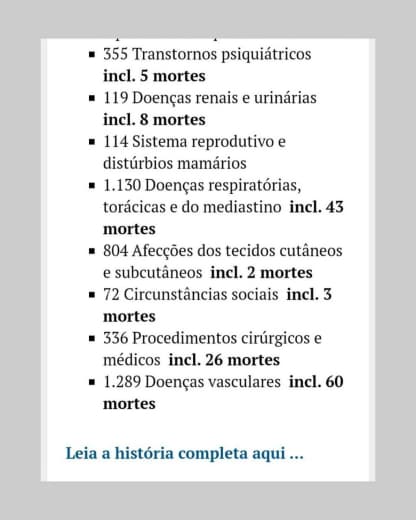 ▪ 355 Transtornos psiquiátricos
incl. 5 mortes
▪ 119 Doenças renais e urinárias
incl. 8 mortes
▪ 114 Sistema reprodutivo e
distúrbios mamários
▪ 1.130 Doenças respiratórias,
torácicas e do mediastino incl. 43
mortes
▪ 804 Afecções dos tecidos cutâneos
e subcutâneos incl. 2 mortes
▪ 72 Circunstâncias sociais incl. 3
mortes
▪ 336 Procedimentos cirúrgicos e
médicos incl. 26 mortes
▪ 1.289 Doenças vasculares incl. 60
mortes
Leia a história completa aqui ...